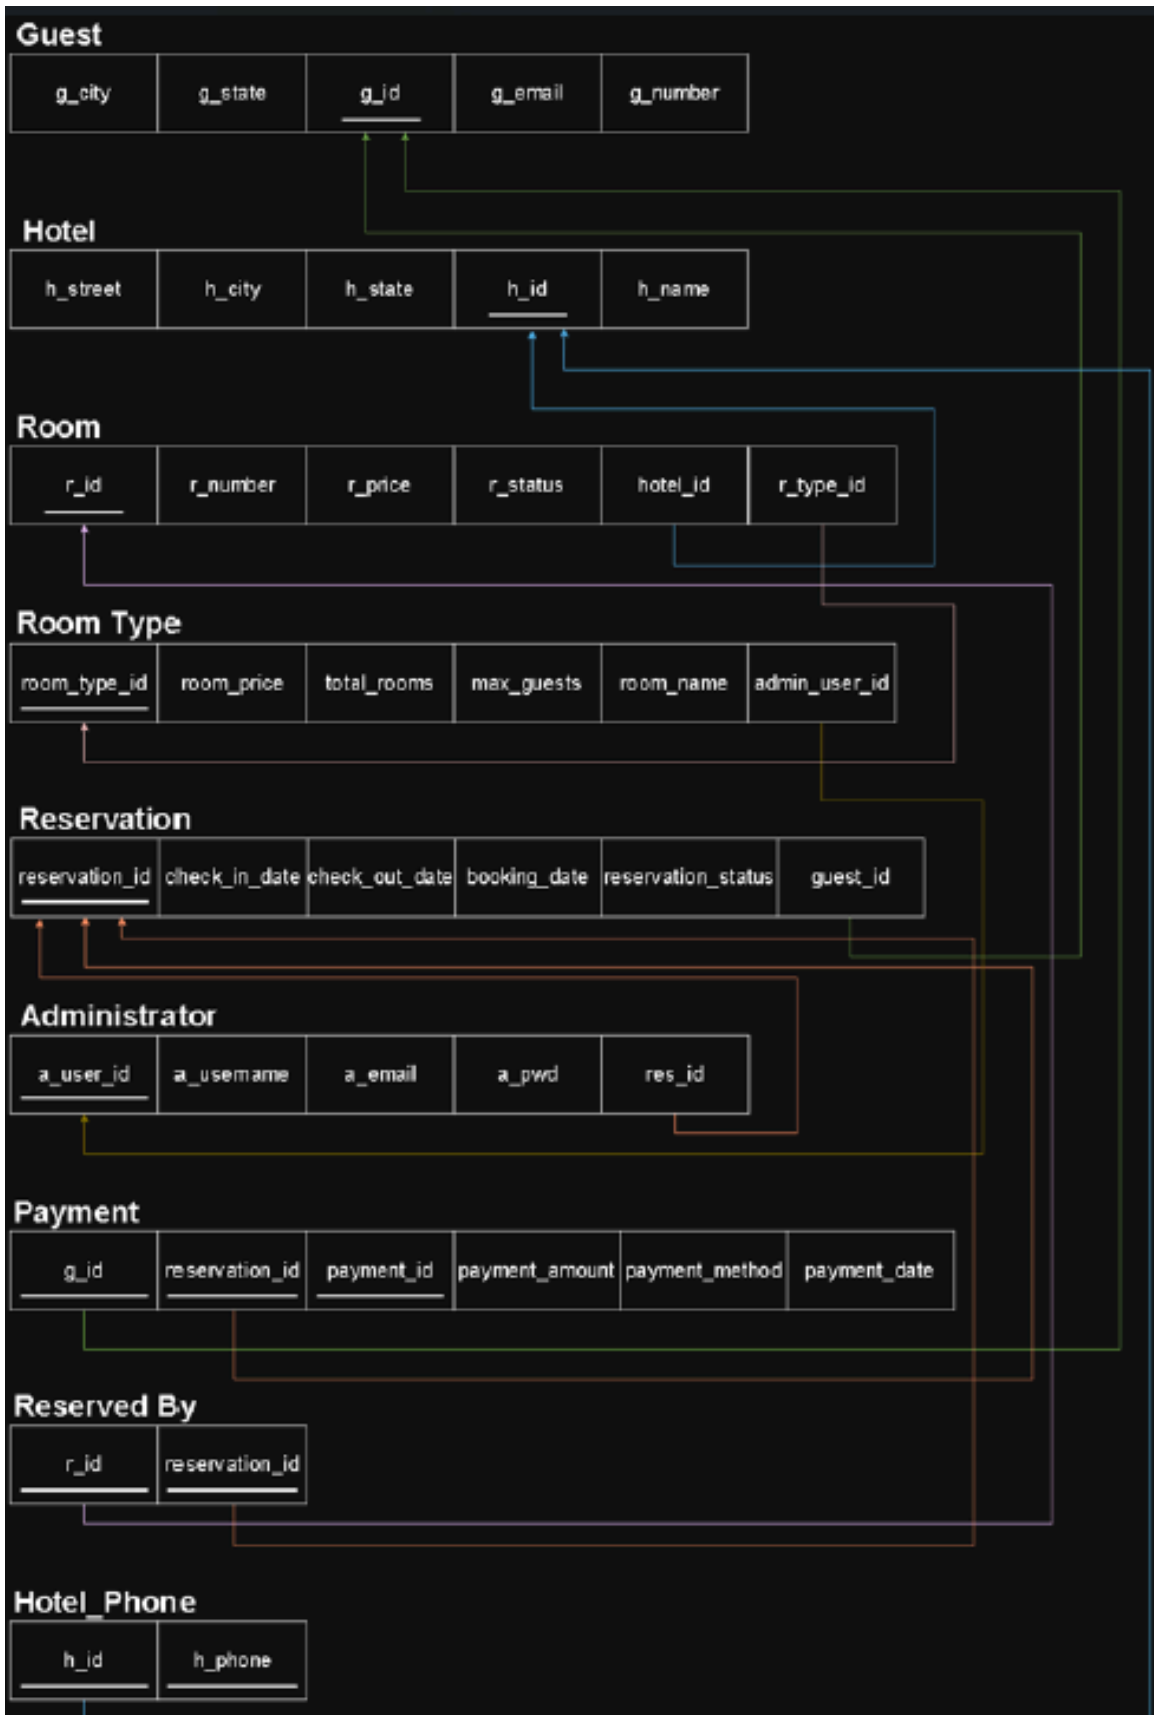 Guest
g_city g_state g_id g_email g_number
Hotel
h_street h_city h_state h_id h_name
Room
r_id r_number r_price r_status hotel_id r_type_id
Room Type
room_type_id room_price total_rooms max_guests room_name admin_user_id
Reservation
reservation_id check_in_date check_out_date booking_date reservation_status guest_id
Administrator
a_user_id a_username a_email a_pwd res_id
Payment
g_id reservation_id payment_id payment_amount payment_method payment_date
Reserved By
r_id reservation_id
Hotel_Phone
h_id h_phone